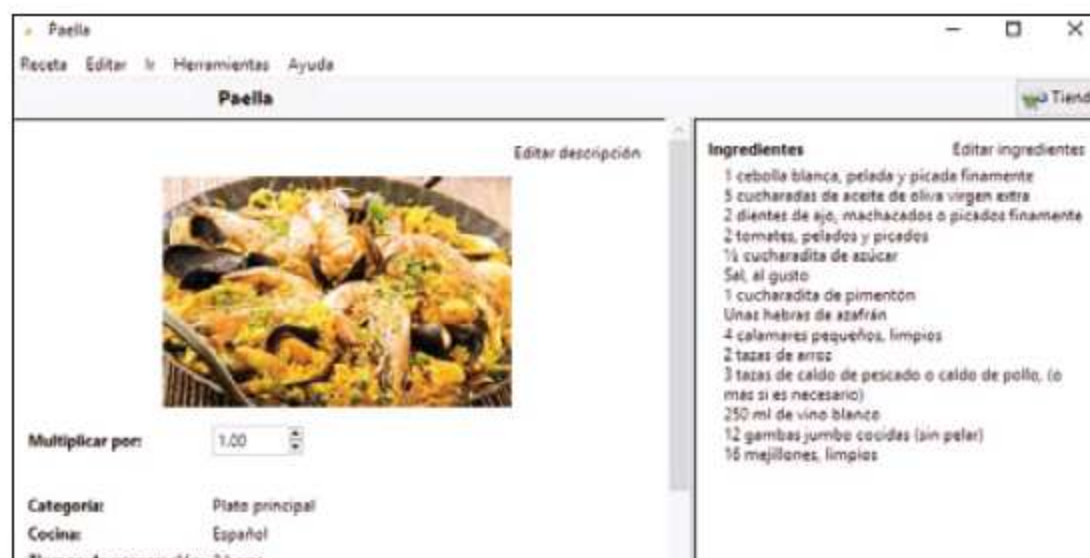 Paella
Receta Editar Ir Herramientas Ayuda
Paella
Tiend
Editar descripción
Multiplicar por: 1.00
Categoría: Plato principal
Cocina: Español
Ingredientes Editar ingredientes
1 cebolla blanca, pelada y picada finamente
5 cucharadas de aceite de oliva virgen extra
2 dientes de ajo, machacados o picados finamente
2 tomates, pelados y picados
½ cucharadita de azúcar
Sal, al gusto
1 cucharadita de pimentón
Unas hebras de azafrán
4 calamares pequeños, limpios
2 tazas de arroz
3 tazas de caldo de pescado o caldo de pollo, (o
más si es necesario)
250 ml de vino blanco
12 gambas jumbo cocidas (sin pelar)
16 mejillones, limpios